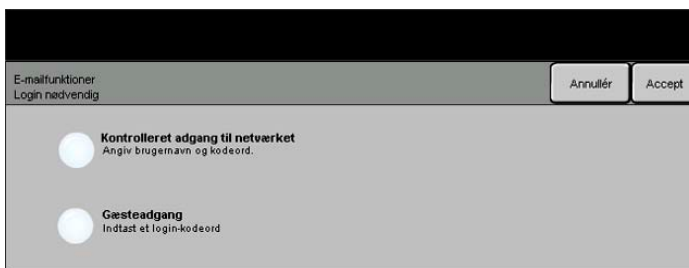 E-mailfunktioner
Login nødvendig
Annullér
Accept
Kontrolleret adgang til netværket
Angiv brugernavn og kodeord.
Gæsteadgang
Indtast et login-kodeord